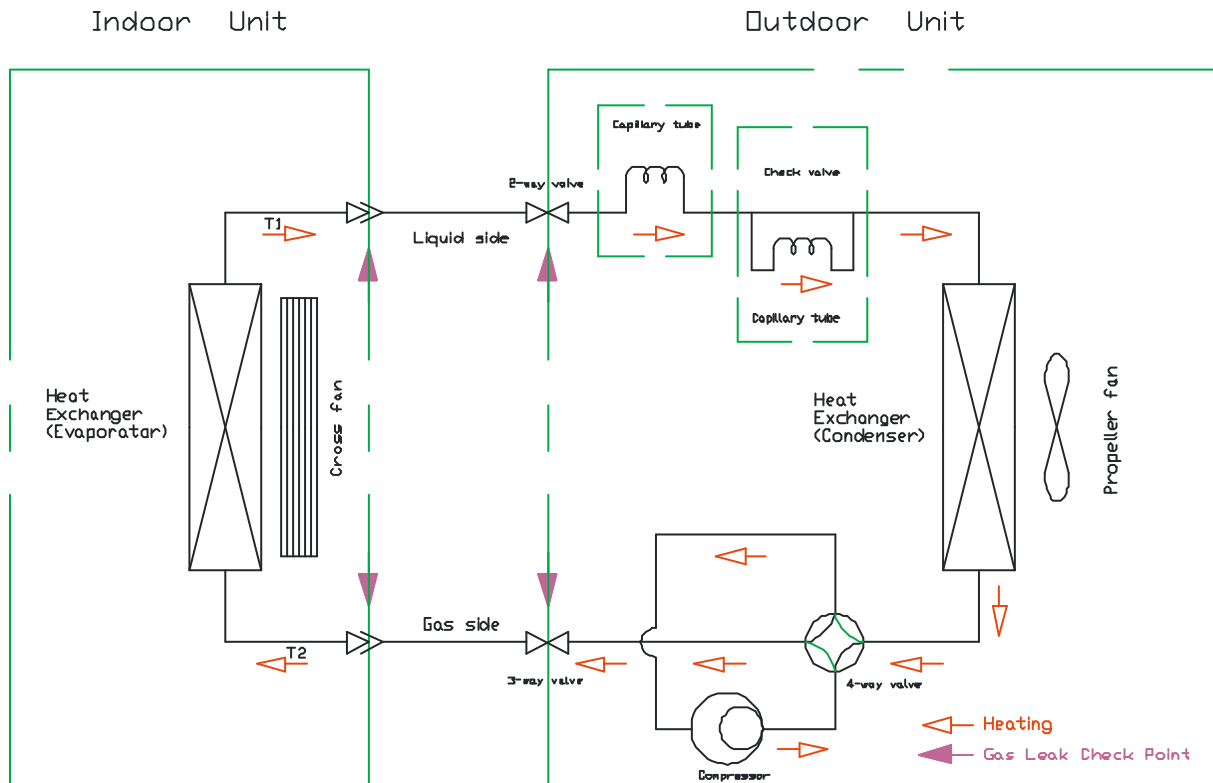 Indoor Unit
Outdoor Unit
Capillary tube
Check valve
2-way valve
T1
Liquid side
Capillary tube
Heat
Exchanger
(Evaporator)
Cross fan
Heat
Exchanger
(Condenser)
Propeller fan
Gas side
T2
3-way valve
4-way valve
Heating
Gas Leak Check Point
Compressor